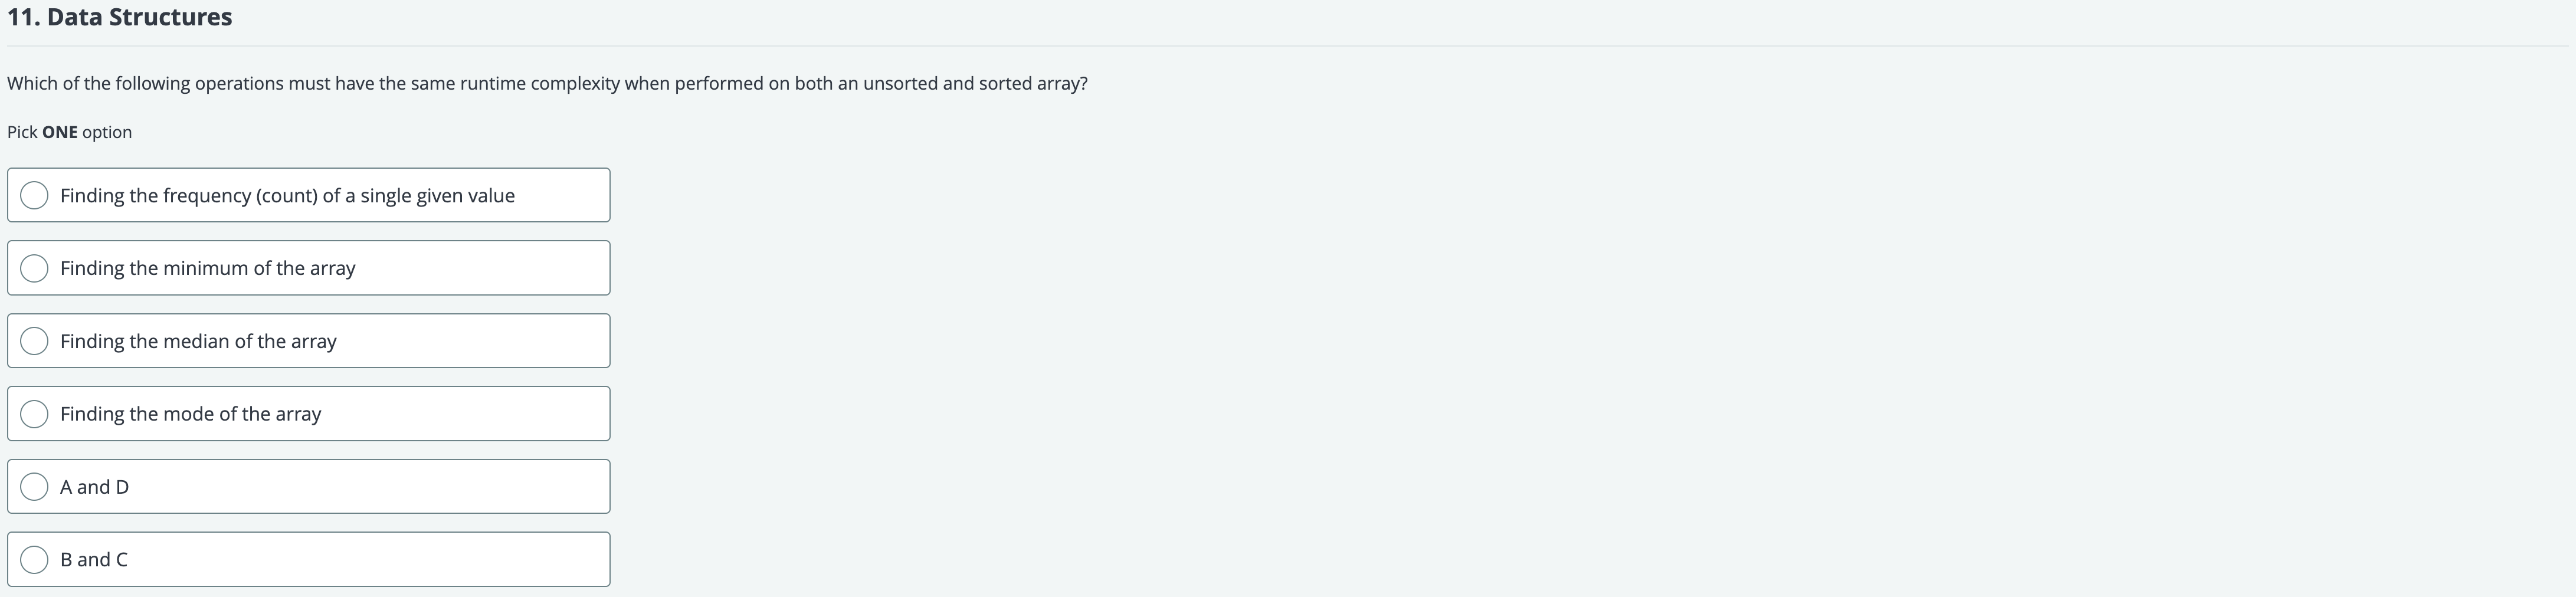 11. Data Structures
Which of the following operations must have the same runtime complexity when performed on both an unsorted and sorted array?
Pick ONE option
Finding the frequency (count) of a single given value
Finding the minimum of the array
Finding the median of the array
Finding the mode of the array
A and D
B and C